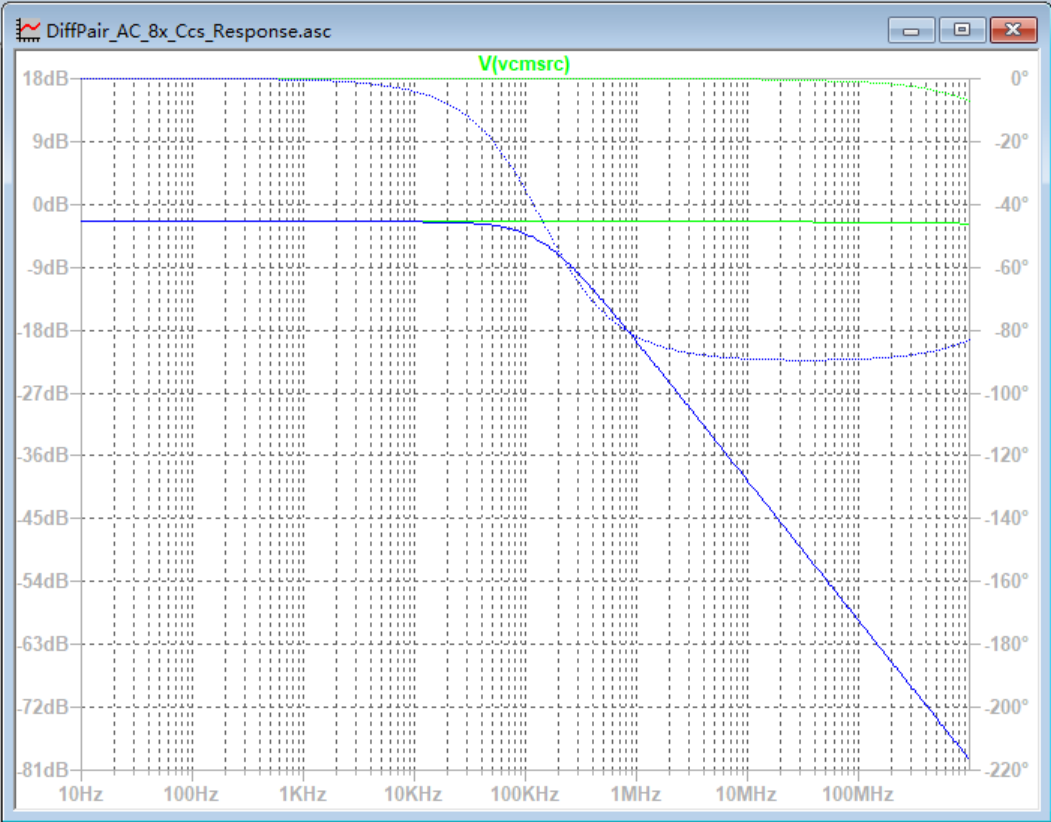 DiffPair_AC_8x_Ccs_Response.asc
V(vcmsrc)
18dB 0°
9dB -20°
0dB -40°
-9dB -60°
-18dB -80°
-27dB -100°
-36dB -120°
-45dB -140°
-54dB -160°
-63dB -180°
-72dB -200°
-81dB -220°
10Hz 100Hz 1KHz 10KHz 100KHz 1MHz 10MHz 100MHz